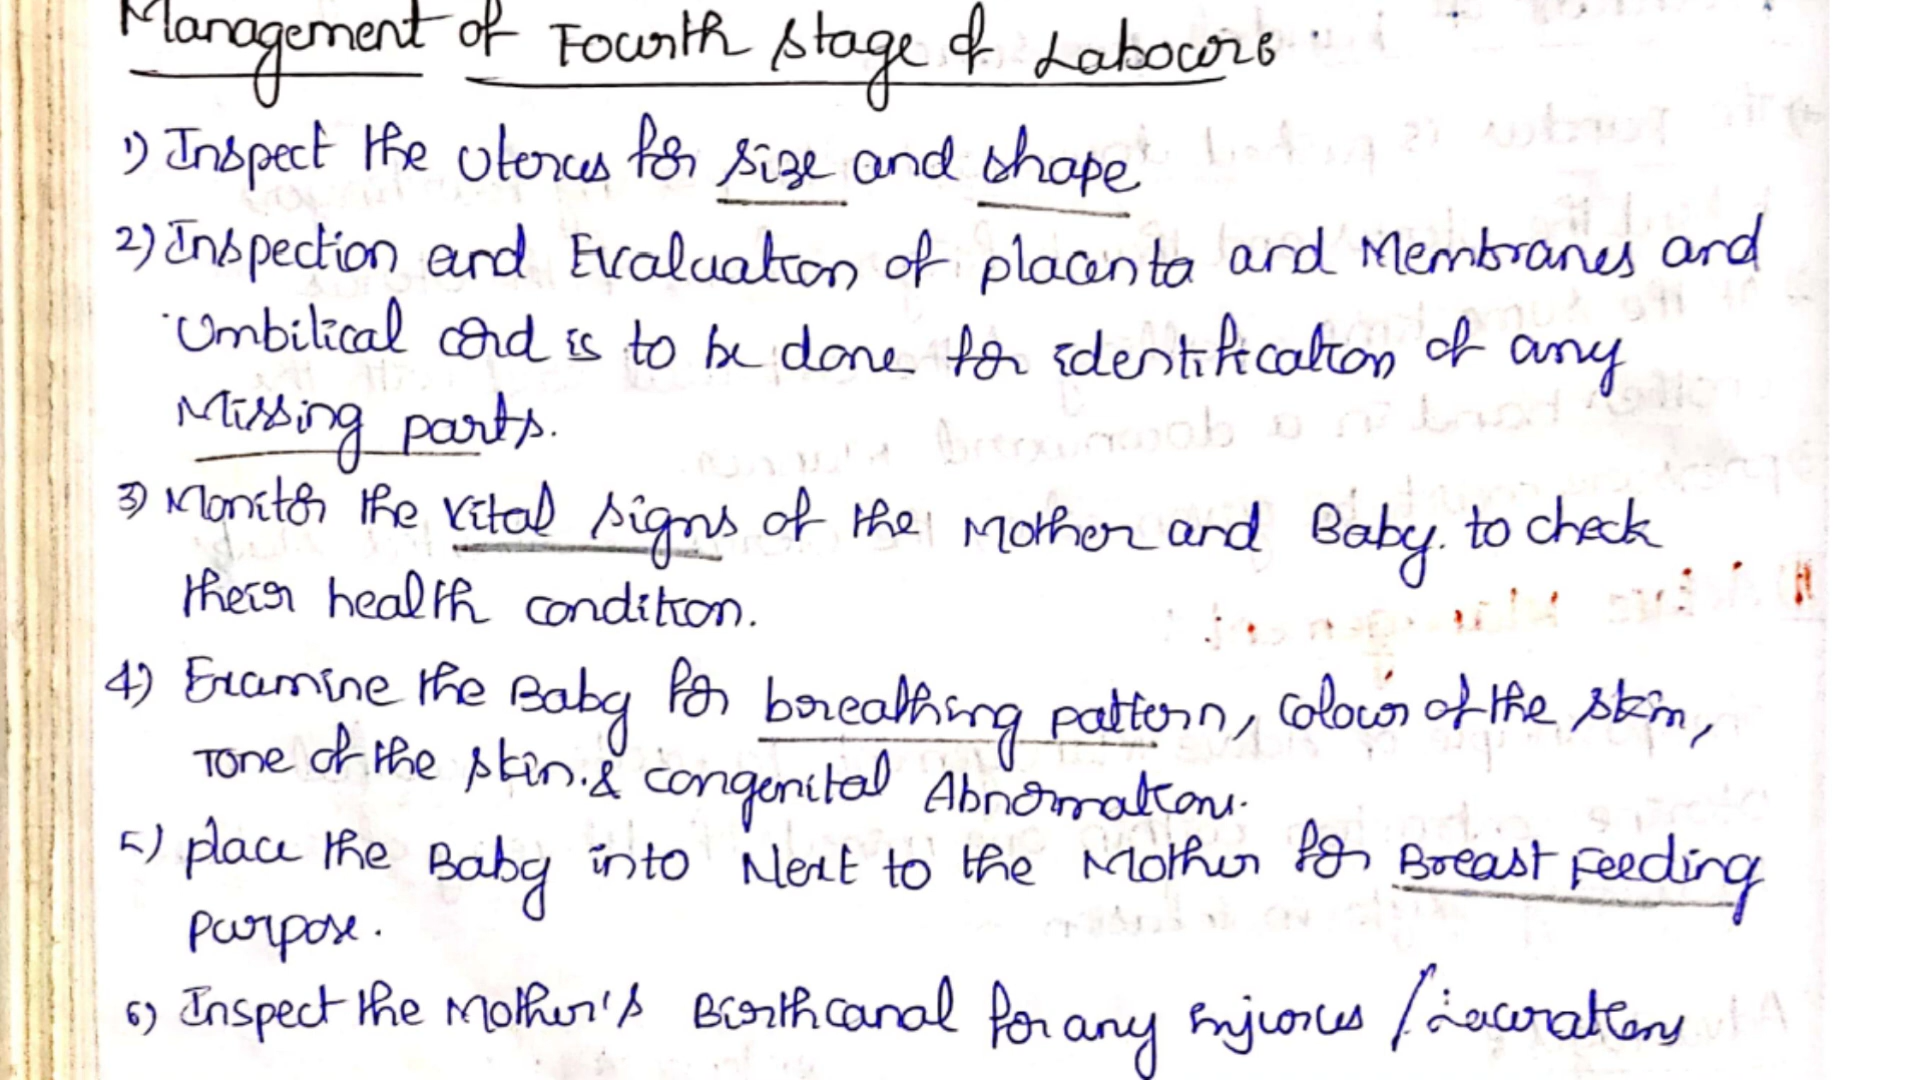 Management of Fourth stage of Labour
1) Inspect the Uterus for size and shape
2) Inspection and Evaluation of placenta and Membranes and
Umbilical cord is to be done for identification of any
Missing parts.
3) Monitor the vital signs of the Mother and Baby. to check
their health condition.
4) Examine the Baby for breathing pattern, colour of the skin,
Tone of the skin. & congenital Abnormations.
5) place the Baby into Next to the Mother for Breast Feeding
purpose.
6) Inspect the Mother's Birth canal for any Injuries / Lacerations